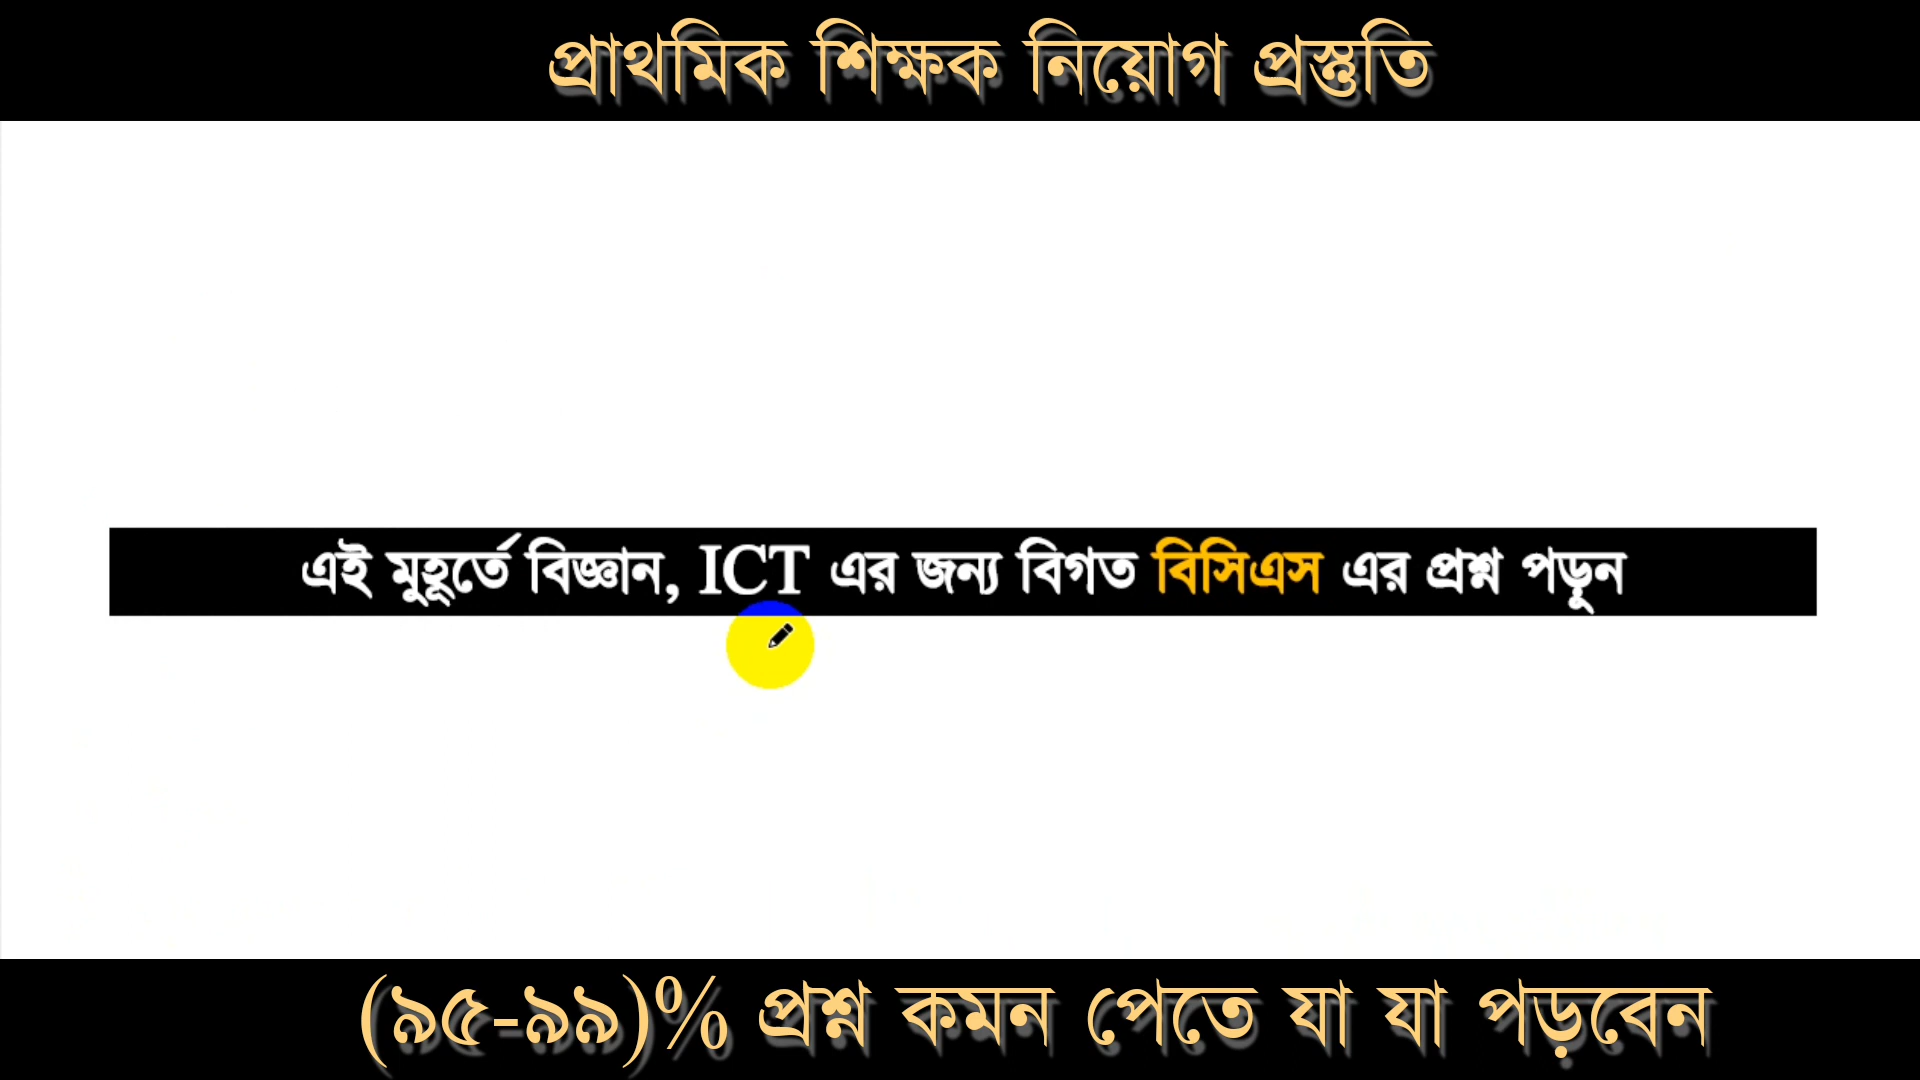 প্রাথমিক শিক্ষক নিয়োগ প্রস্তুতি
এই মুহূর্তে বিজ্ঞান, ICT এর জন্য বিগত বিসিএস এর প্রশ্ন পড়ুন
(৯৫-৯৯)% প্রশ্ন কমন পেতে যা যা পড়বেন